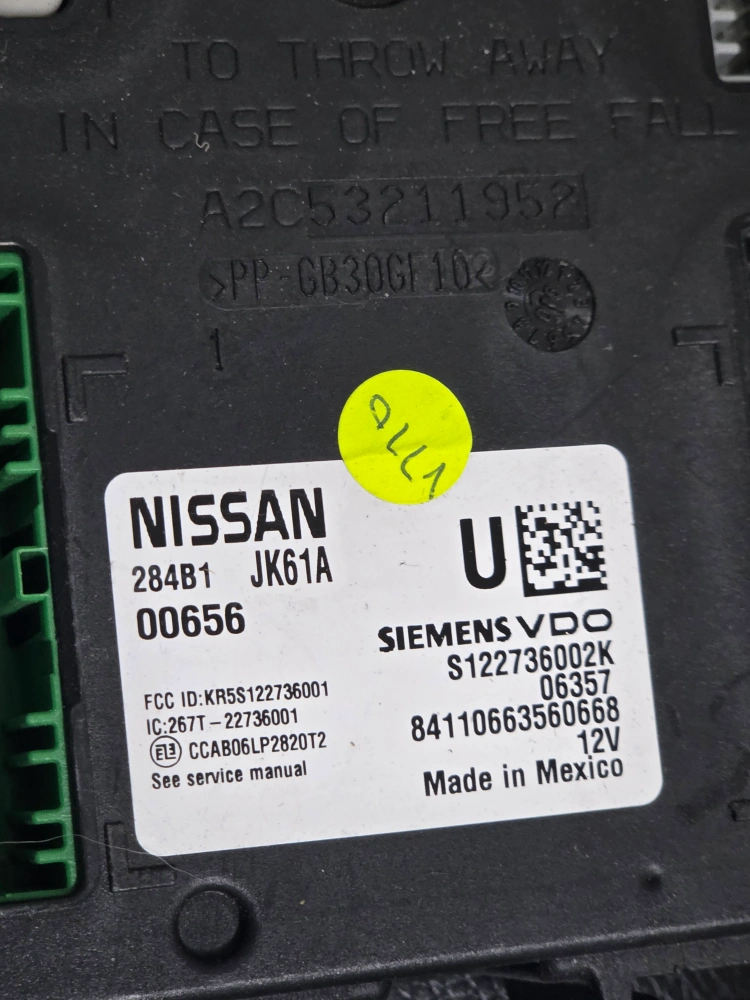 TO THROW AWAY
IN CASE OF FREE FALL
A2C53211952
>PP-GB30GF10<
1
NISSAN
284B1 JK61A
00656
U
SIEMENS VDO
S122736002K
06357
84110663560668
12V
Made in Mexico
FCC ID:KR5S122736001
IC:267T-22736001
CCAB06LP2820T2
See service manual